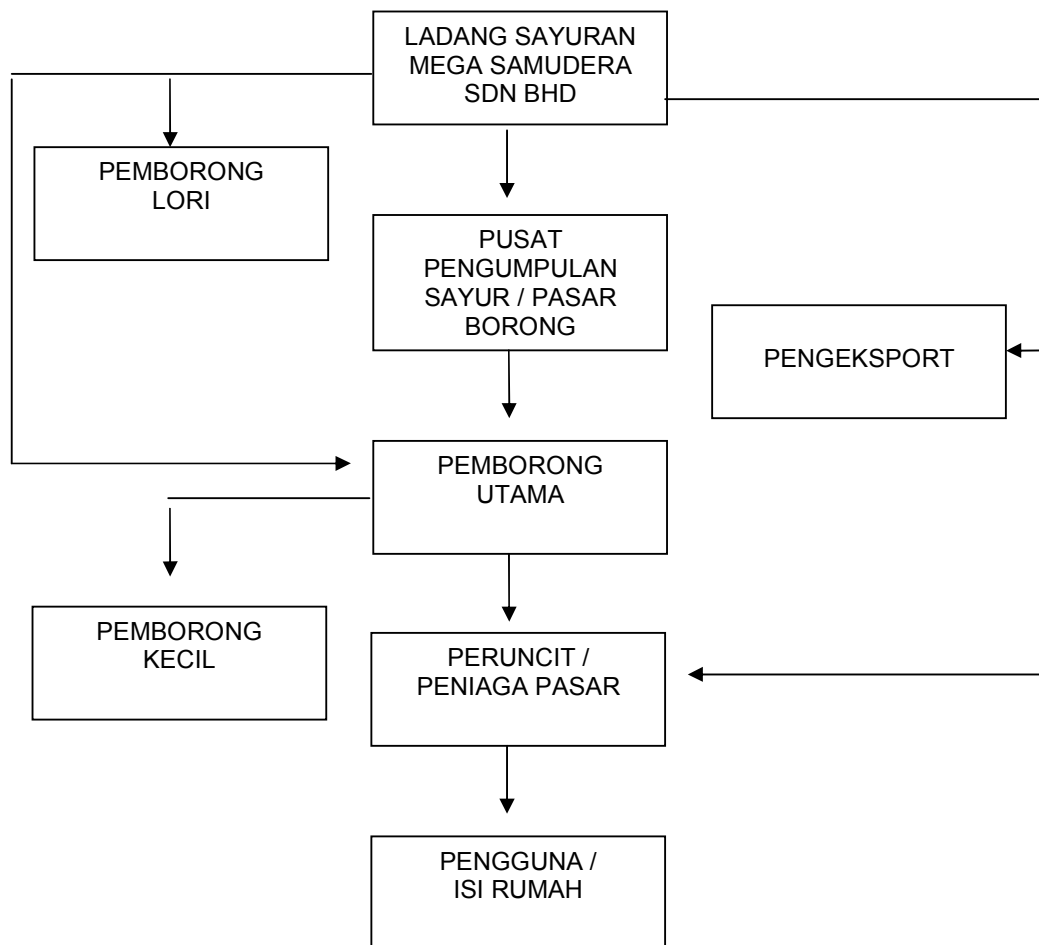 LADANG SAYURAN
MEGA SAMUDERA
SDN BHD
PEMBORONG
LORI
PUSAT
PENGUMPULAN
SAYUR / PASAR
BORONG
PENGEKSPORT
PEMBORONG
UTAMA
PEMBORONG
KECIL
PERUNCIT /
PENIAGA PASAR
PENGGUNA /
ISI RUMAH